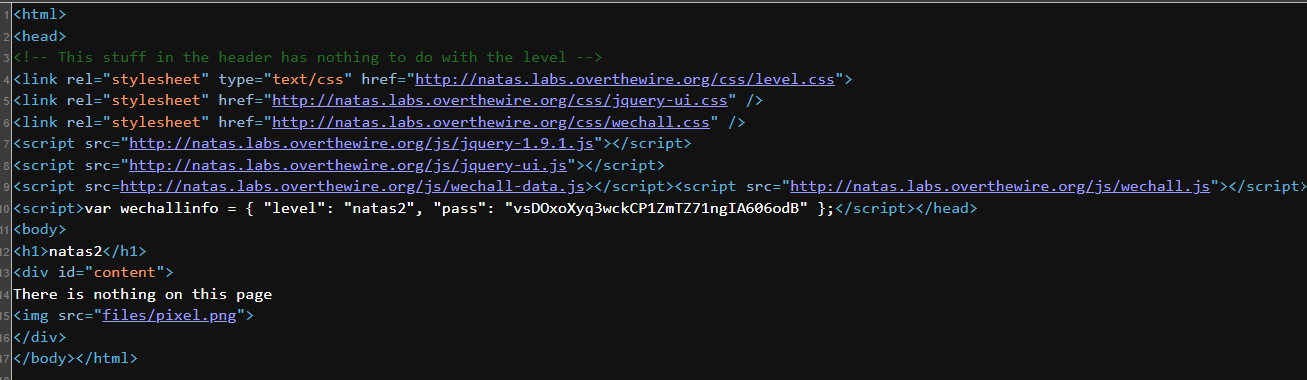 1 <html>
2 <head>
3 <!-- This stuff in the header has nothing to do with the level -->
4 <link rel="stylesheet" type="text/css" href="http://natas.labs.overthewire.org/css/level.css">
5 <link rel="stylesheet" href="http://natas.labs.overthewire.org/css/jquery-ui.css" />
6 <link rel="stylesheet" href="http://natas.labs.overthewire.org/css/wechall.css" />
7 <script src="http://natas.labs.overthewire.org/js/jquery-1.9.1.js"></script>
8 <script src="http://natas.labs.overthewire.org/js/jquery-ui.js"></script>
9 <script src=http://natas.labs.overthewire.org/js/wechall-data.js></script><script src="http://natas.labs.overthewire.org/js/wechall.js"></script>
10 <script>var wechallinfo = { "level": "natas2", "pass": "vsDOxoXyq3wckCP1ZmTZ71ngIA606odB" };</script></head>
11 <body>
12 <h1>natas2</h1>
13 <div id="content">
14 There is nothing on this page
15 <img src="files/pixel.png">
16 </div>
17 </body></html>